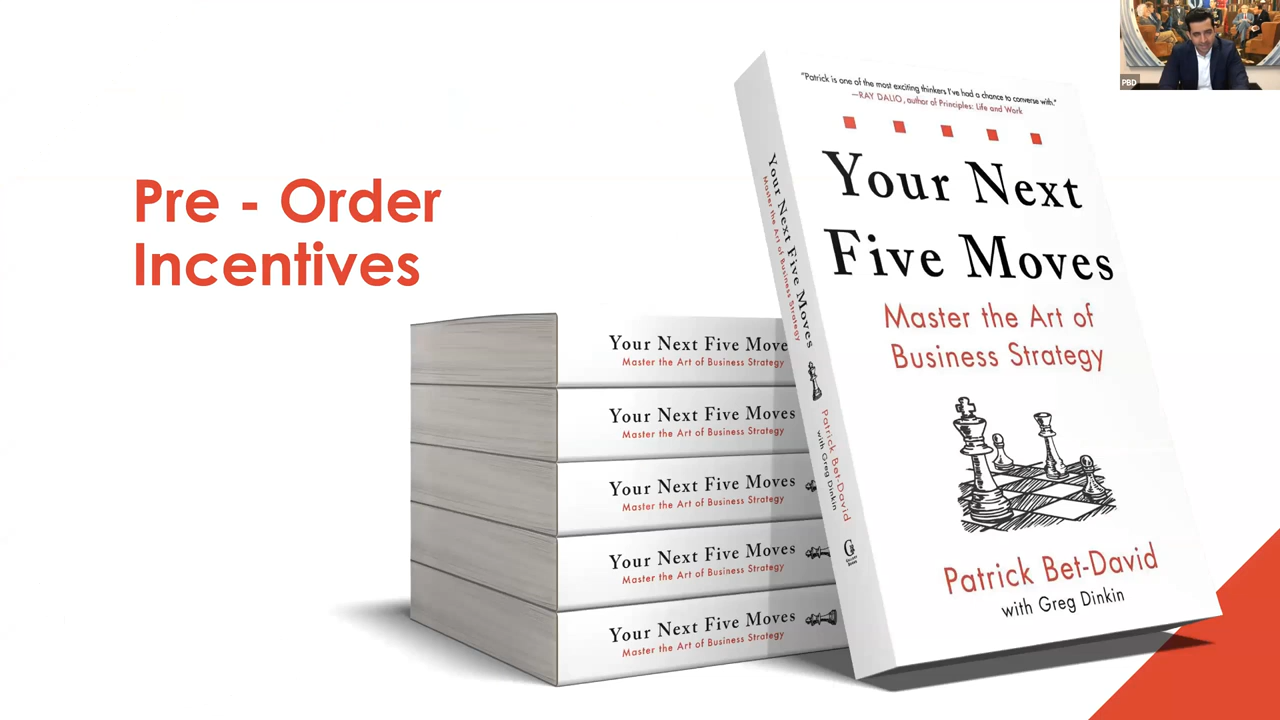 PBD
Pre - Order
Incentives
"Patrick is one of the most exciting thinkers I've had a chance to converse with."
—RAY DALIO, author of Principles: Life and Work
Your Next
Five Moves
Master the Art of
Business Strategy
Patrick Bet-David
with Greg Dinkin
Your Next Five Moves
Master the Art of Business Strategy
Patrick Bet-David
with Greg Dinkin
Your Next Five Move
Master the Art of Business Strategy
Your Next Five Moves
Master the Art of Business Strategy
Your Next Five Moves
Master the Art of Business Strategy
Your Next Five Moves
Master the Art of Business Strategy
Your Next Five Moves
Master the Art of Business Strategy